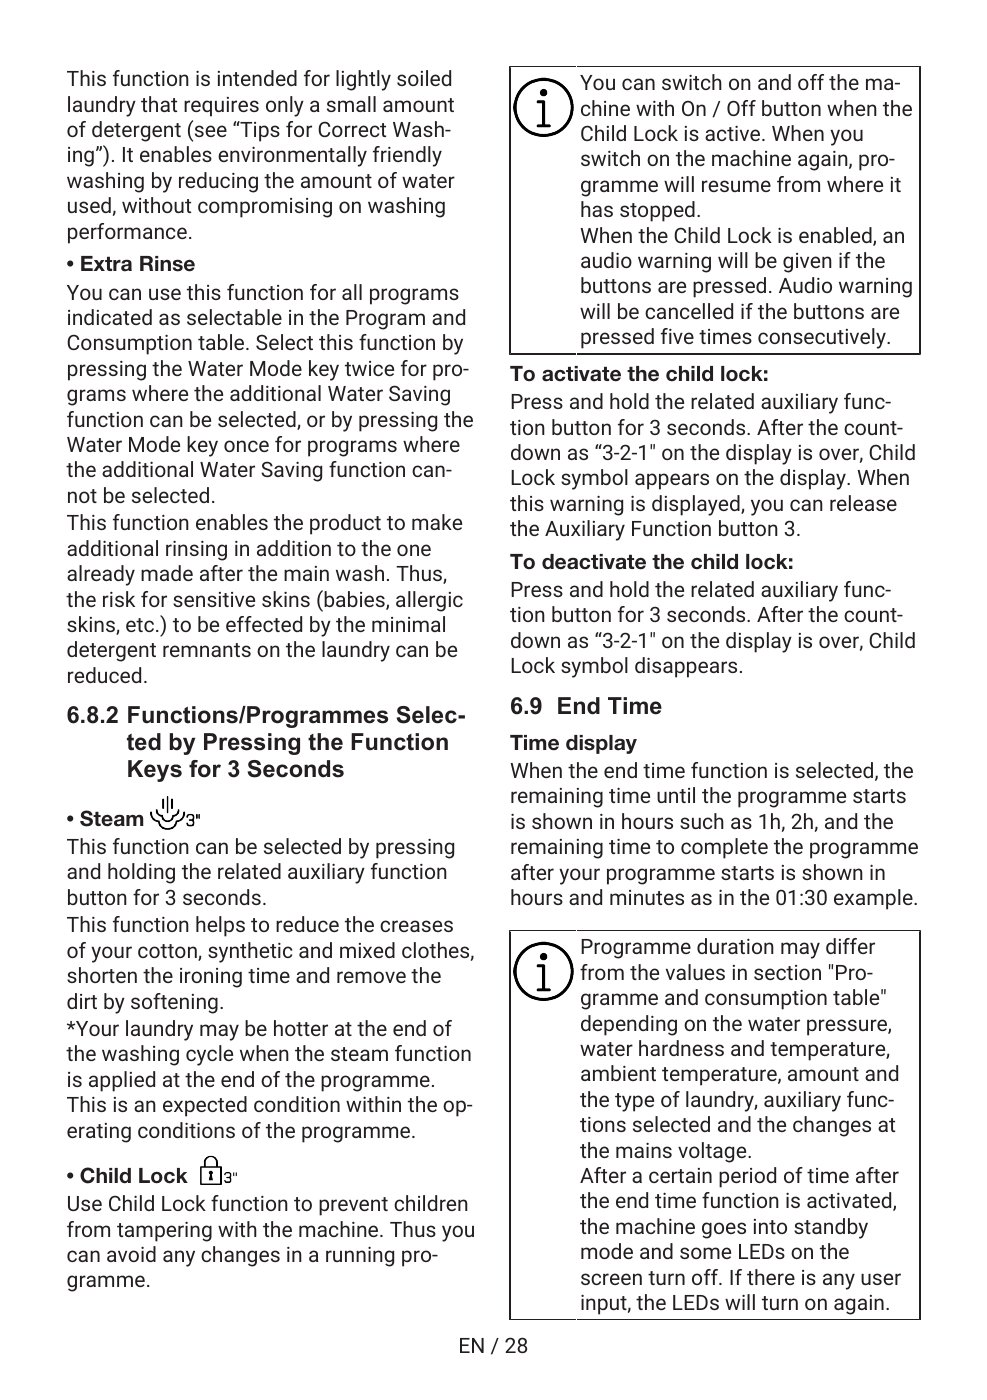 This function is intended for lightly soiled
laundry that requires only a small amount
of detergent (see “Tips for Correct Wash-
ing”). It enables environmentally friendly
washing by reducing the amount of water
used, without compromising on washing
performance.
• Extra Rinse
You can use this function for all programs
indicated as selectable in the Program and
Consumption table. Select this function by
pressing the Water Mode key twice for pro-
grams where the additional Water Saving
function can be selected, or by pressing the
Water Mode key once for programs where
the additional Water Saving function can-
not be selected.
This function enables the product to make
additional rinsing in addition to the one
already made after the main wash. Thus,
the risk for sensitive skins (babies, allergic
skins, etc.) to be effected by the minimal
detergent remnants on the laundry can be
reduced.
6.8.2 Functions/Programmes Selec-
ted by Pressing the Function
Keys for 3 Seconds
• Steam 3"
This function can be selected by pressing
and holding the related auxiliary function
button for 3 seconds.
This function helps to reduce the creases
of your cotton, synthetic and mixed clothes,
shorten the ironing time and remove the
dirt by softening.
*Your laundry may be hotter at the end of
the washing cycle when the steam function
is applied at the end of the programme.
This is an expected condition within the op-
erating conditions of the programme.
• Child Lock 3"
Use Child Lock function to prevent children
from tampering with the machine. Thus you
can avoid any changes in a running pro-
gramme.
You can switch on and off the ma-
chine with On / Off button when the
Child Lock is active. When you
switch on the machine again, pro-
gramme will resume from where it
has stopped.
When the Child Lock is enabled, an
audio warning will be given if the
buttons are pressed. Audio warning
will be cancelled if the buttons are
pressed five times consecutively.
To activate the child lock:
Press and hold the related auxiliary func-
tion button for 3 seconds. After the count-
down as “3-2-1" on the display is over, Child
Lock symbol appears on the display. When
this warning is displayed, you can release
the Auxiliary Function button 3.
To deactivate the child lock:
Press and hold the related auxiliary func-
tion button for 3 seconds. After the count-
down as “3-2-1" on the display is over, Child
Lock symbol disappears.
6.9 End Time
Time display
When the end time function is selected, the
remaining time until the programme starts
is shown in hours such as 1h, 2h, and the
remaining time to complete the programme
after your programme starts is shown in
hours and minutes as in the 01:30 example.
Programme duration may differ
from the values in section "Pro-
gramme and consumption table"
depending on the water pressure,
water hardness and temperature,
ambient temperature, amount and
the type of laundry, auxiliary func-
tions selected and the changes at
the mains voltage.
After a certain period of time after
the end time function is activated,
the machine goes into standby
mode and some LEDs on the
screen turn off. If there is any user
input, the LEDs will turn on again.
EN / 28